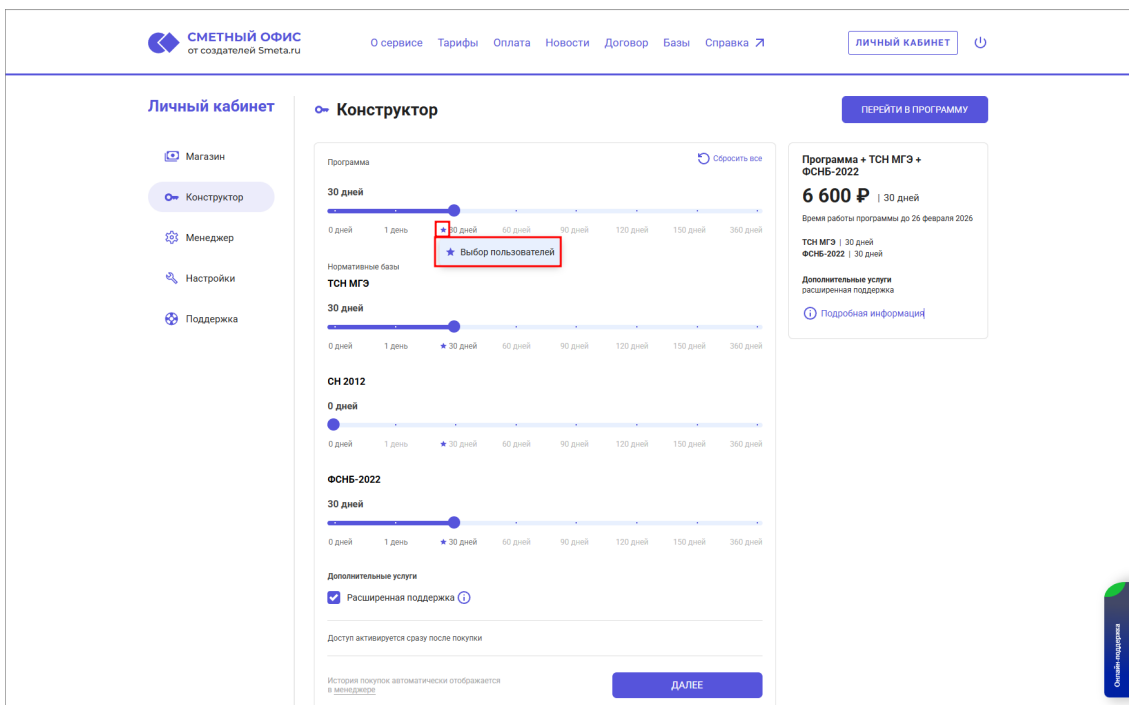 СМЕТНЫЙ ОФИС
от создателей Smeta.ru
О сервисе Тарифы Оплата Новости Договор Базы Справка
ЛИЧНЫЙ КАБИНЕТ
Личный кабинет
Магазин
Конструктор
Менеджер
Настройки
Поддержка
Конструктор
ПЕРЕЙТИ В ПРОГРАММУ
Программа
Сбросить все
30 дней
0 дней 1 день 30 дней 60 дней 90 дней 120 дней 150 дней 360 дней
Выбор пользователей
Нормативные базы
ТСН МГЭ
30 дней
0 дней 1 день 30 дней 60 дней 90 дней 120 дней 150 дней 360 дней
СН 2012
0 дней
0 дней 1 день 30 дней 60 дней 90 дней 120 дней 150 дней 360 дней
ФСНБ-2022
30 дней
0 дней 1 день 30 дней 60 дней 90 дней 120 дней 150 дней 360 дней
Дополнительные услуги
Расширенная поддержка
Доступ активируется сразу после покупки
История покупок автоматически отображается
в менеджере
ДАЛЕЕ
Программа + ТСН МГЭ +
ФСНБ-2022
6 600 ₽ | 30 дней
Время работы программы до 26 февраля 2026
ТСН МГЭ | 30 дней
ФСНБ-2022 | 30 дней
Дополнительные услуги
расширенная поддержка
Подробная информация
Онлайн-поддержка